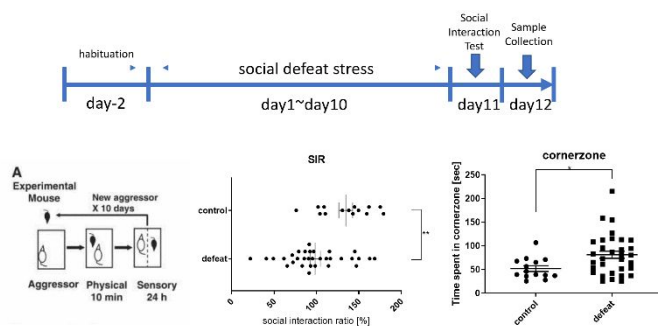 habituation
social defeat stress
Social
Interaction
Test
Sample
Collection
day-2
day1~day10
day11
day12
A
Experimental
Mouse
New aggressor
X 10 days
Aggressor
Physical
10 min
Sensory
24 h
SIR
control
defeat
**
0
50
100
150
200
social interaction ratio [%]
cornerzone
*
Time spent in cornerzone [sec]
250
200
150
100
50
0
control
defeat